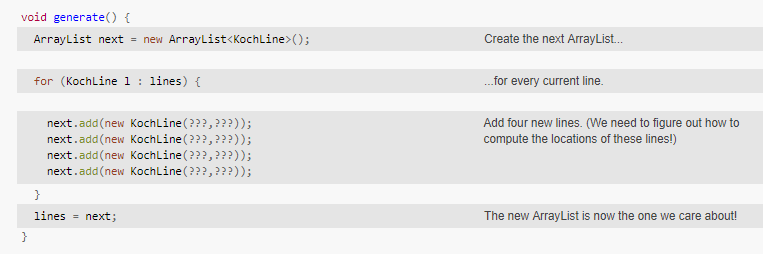 void generate() {
ArrayList next = new ArrayList<KochLine>(); Create the next ArrayList...
for (KochLine l : lines) { ...for every current line.
next.add(new KochLine(???,???)); Add four new lines. (We need to figure out how to
next.add(new KochLine(???,???)); compute the locations of these lines!)
next.add(new KochLine(???,???));
next.add(new KochLine(???,???));
}
lines = next; The new ArrayList is now the one we care about!
}